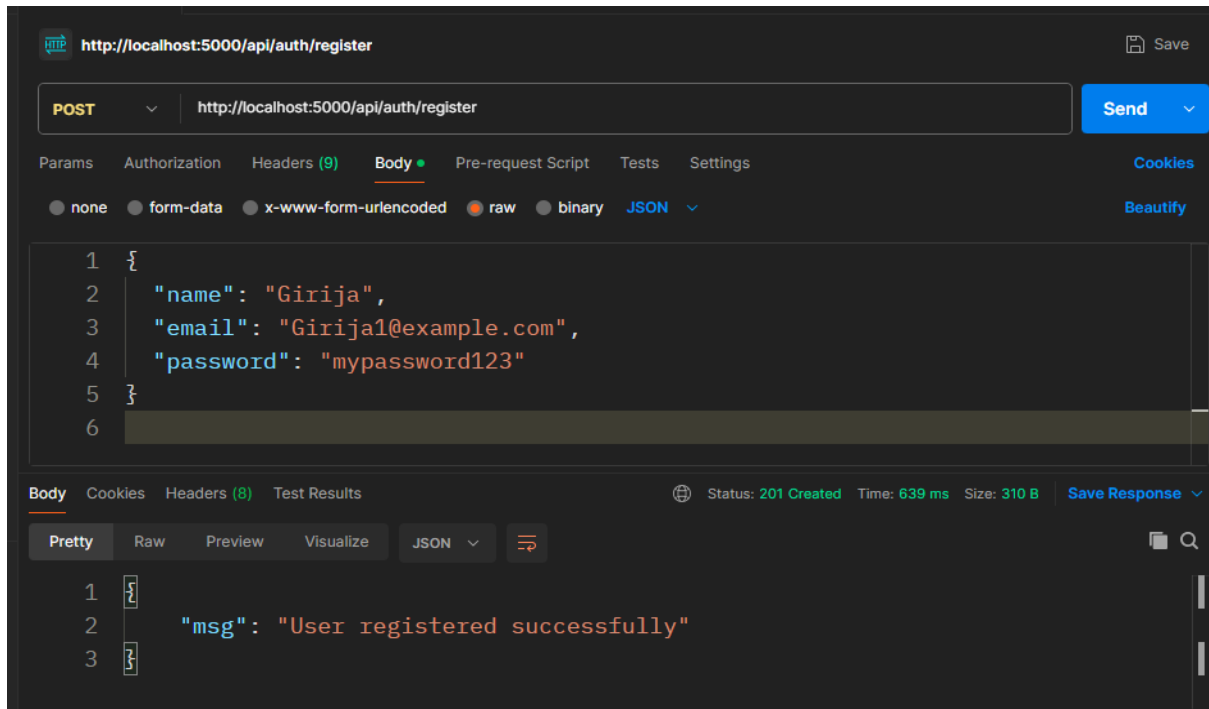 HTTP http://localhost:5000/api/auth/register Save
POST http://localhost:5000/api/auth/register Send
Params Authorization Headers (9) Body Pre-request Script Tests Settings Cookies
none form-data x-www-form-urlencoded raw binary JSON Beautify
1 {
2 "name": "Girija",
3 "email": "Girija1@example.com",
4 "password": "mypassword123"
5 }
6
Body Cookies Headers (8) Test Results Status: 201 Created Time: 639 ms Size: 310 B Save Response
Pretty Raw Preview Visualize JSON
1 {
2 "msg": "User registered successfully"
3 }